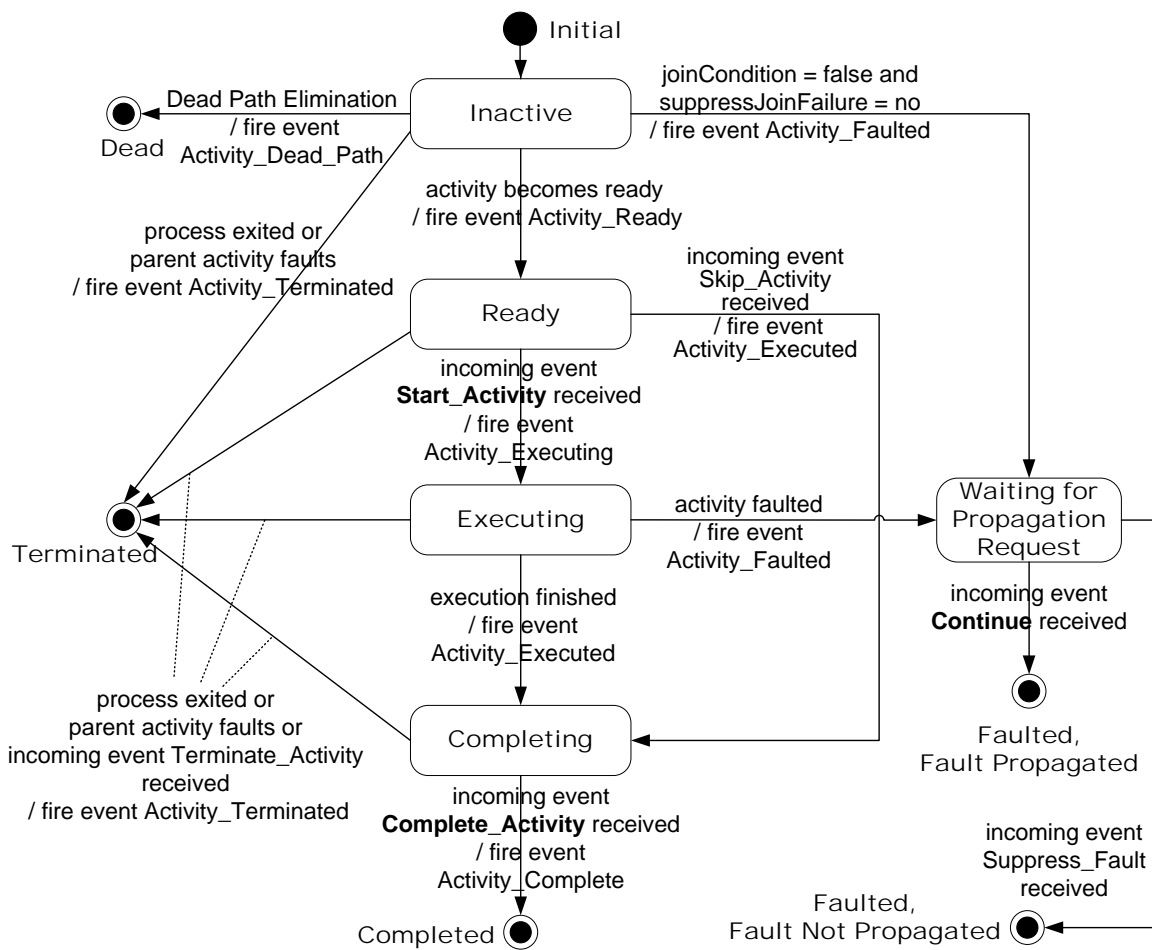 Initial
Dead Path Elimination
/ fire event
Activity_Dead_Path
Dead
Inactive
joinCondition = false and
suppressJoinFailure = no
/ fire event Activity_Faulted
activity becomes ready
/ fire event Activity_Ready
process exited or
parent activity faults
/ fire event Activity_Terminated
Ready
incoming event
Skip_Activity
received
/ fire event
Activity_Executed
incoming event
Start_Activity received
/ fire event
Activity_Executing
Terminated
Executing
activity faulted
/ fire event
Activity_Faulted
Waiting for
Propagation
Request
execution finished
/ fire event
Activity_Executed
incoming event
Continue received
Faulted,
Fault Propagated
process exited or
parent activity faults or
incoming event Terminate_Activity
received
/ fire event Activity_Terminated
Completing
incoming event
Complete_Activity received
/ fire event
Activity_Complete
Completed
incoming event
Suppress_Fault
received
Faulted,
Fault Not Propagated